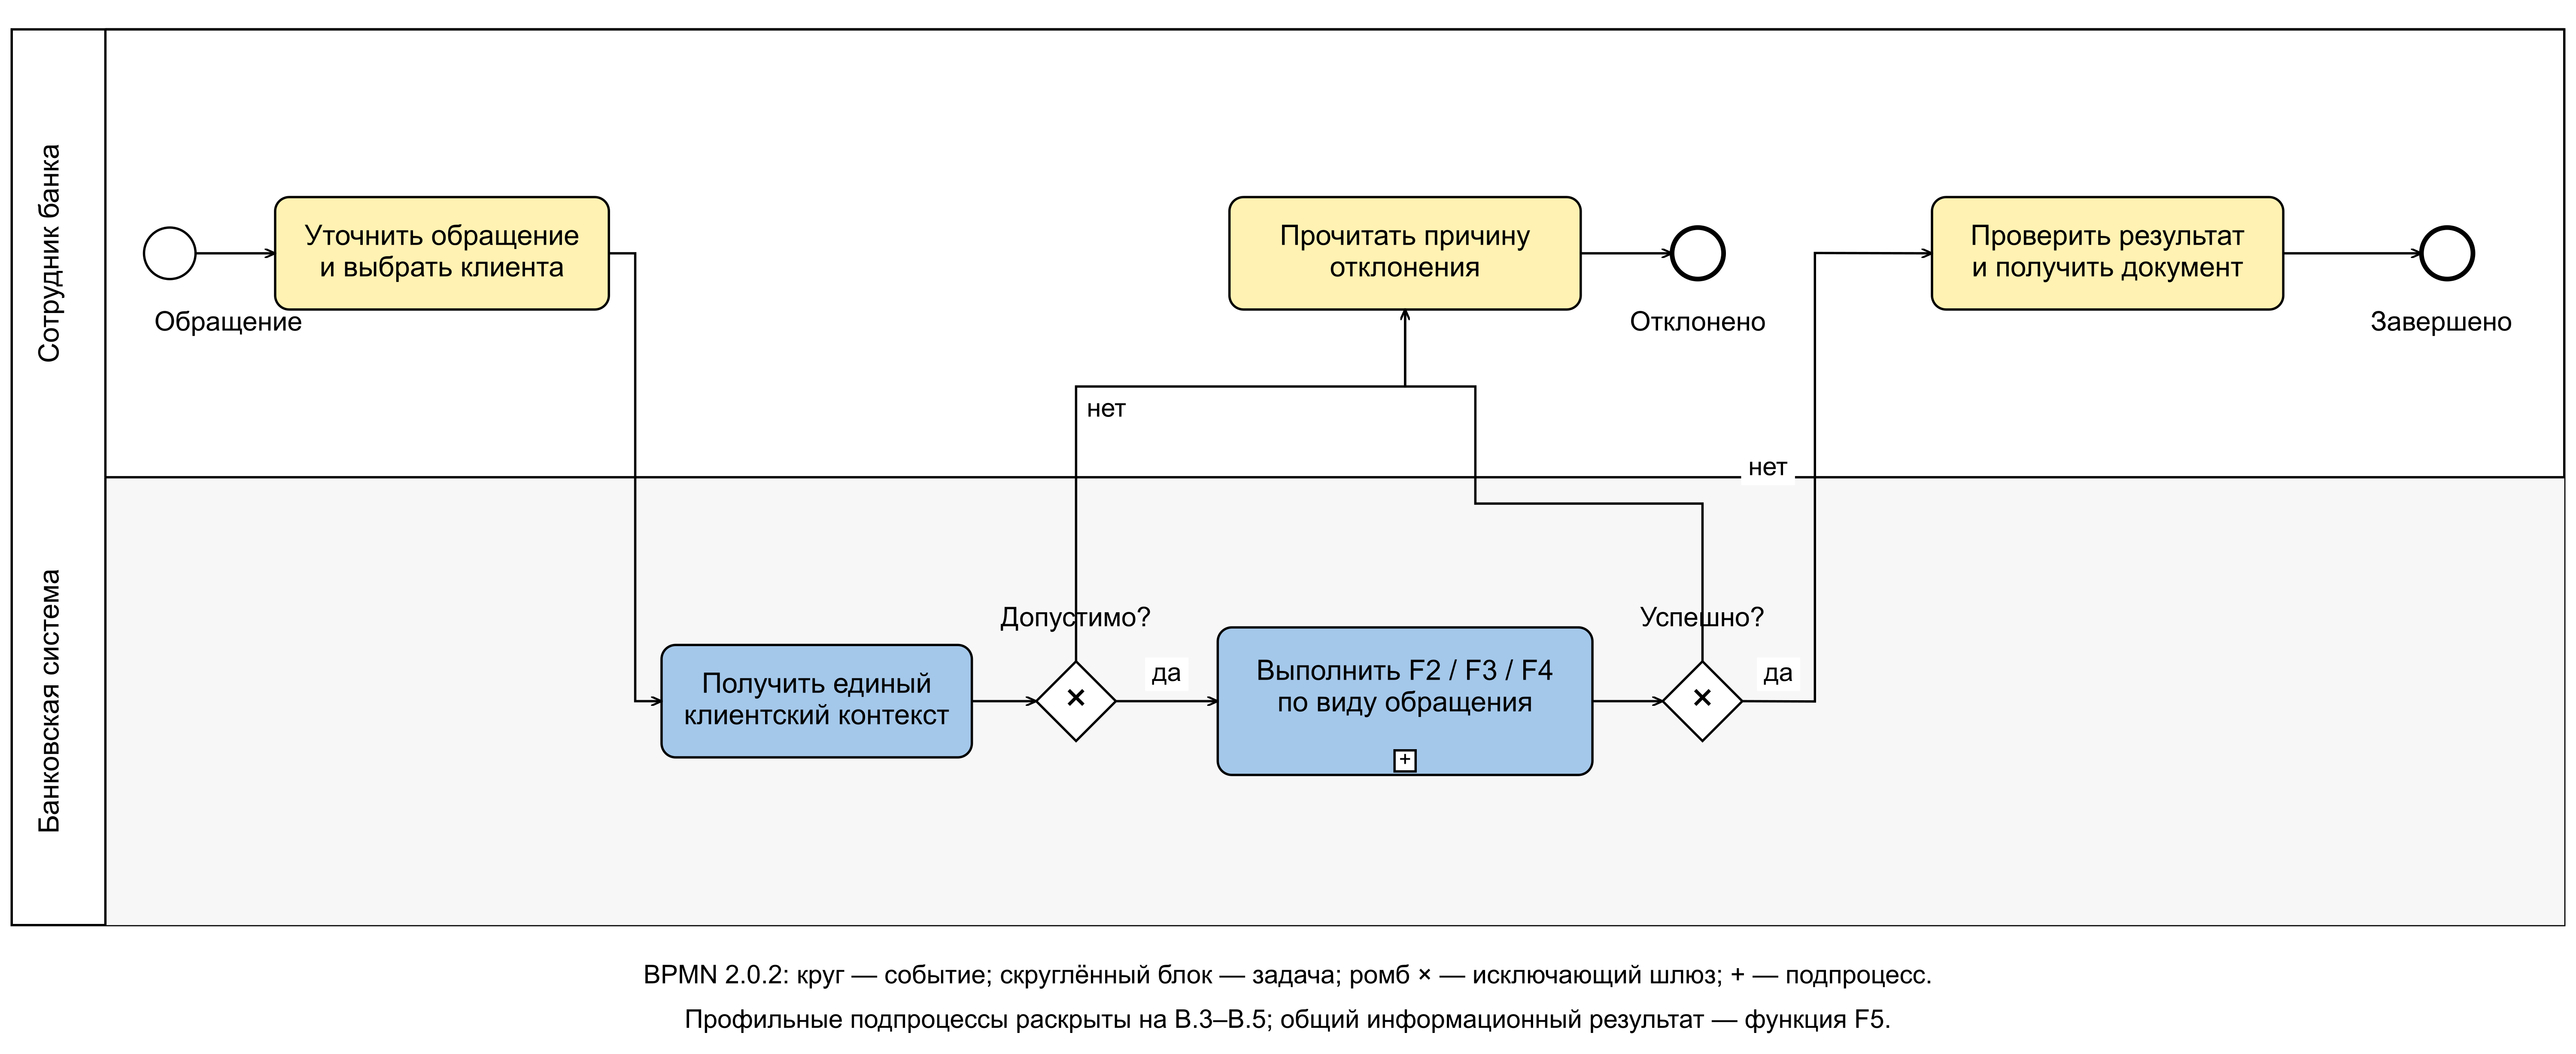 Сотрудник банка
Уточнить обращение
и выбрать клиента
Обращение
Прочитать причину
отклонения
Отклонено
Проверить результат
и получить документ
Завершено
нет
нет
Банковская система
Получить единый
клиентский контекст
Допустимо?
да
Выполнить F2 / F3 / F4
по виду обращения
+
Успешно?
да
BPMN 2.0.2: круг — событие; скруглённый блок — задача; ромб × — исключающий шлюз; + — подпроцесс.
Профильные подпроцессы раскрыты на В.3–В.5; общий информационный результат — функция F5.